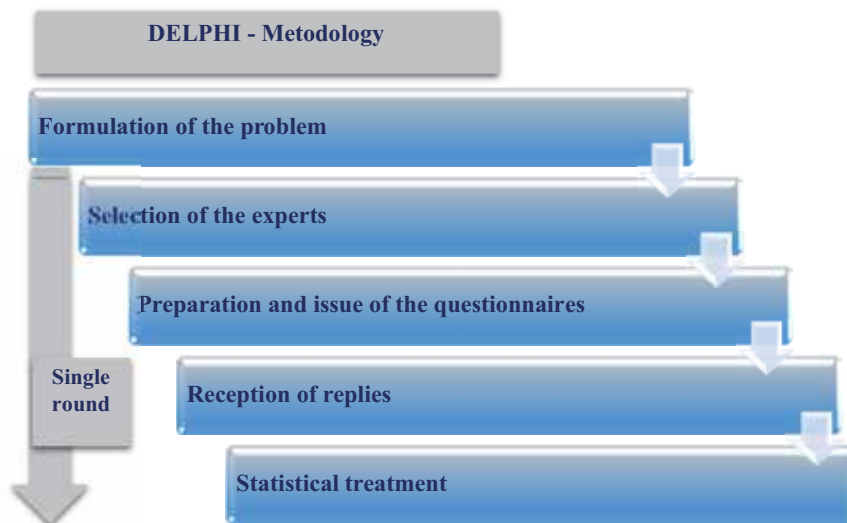 DELPHI - Metodology
Formulation of the problem
Selection of the experts
Preparation and issue of the questionnaires
Single
round
Reception of replies
Statistical treatment